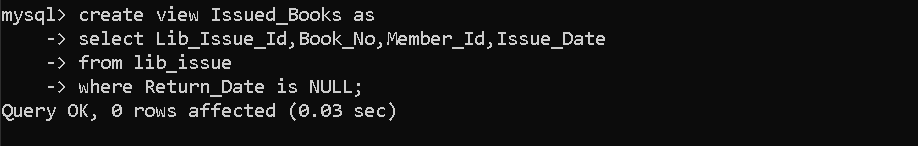 mysql> create view Issued_Books as
    -> select Lib_Issue_Id,Book_No,Member_Id,Issue_Date
    -> from lib_issue
    -> where Return_Date is NULL;
Query OK, 0 rows affected (0.03 sec)